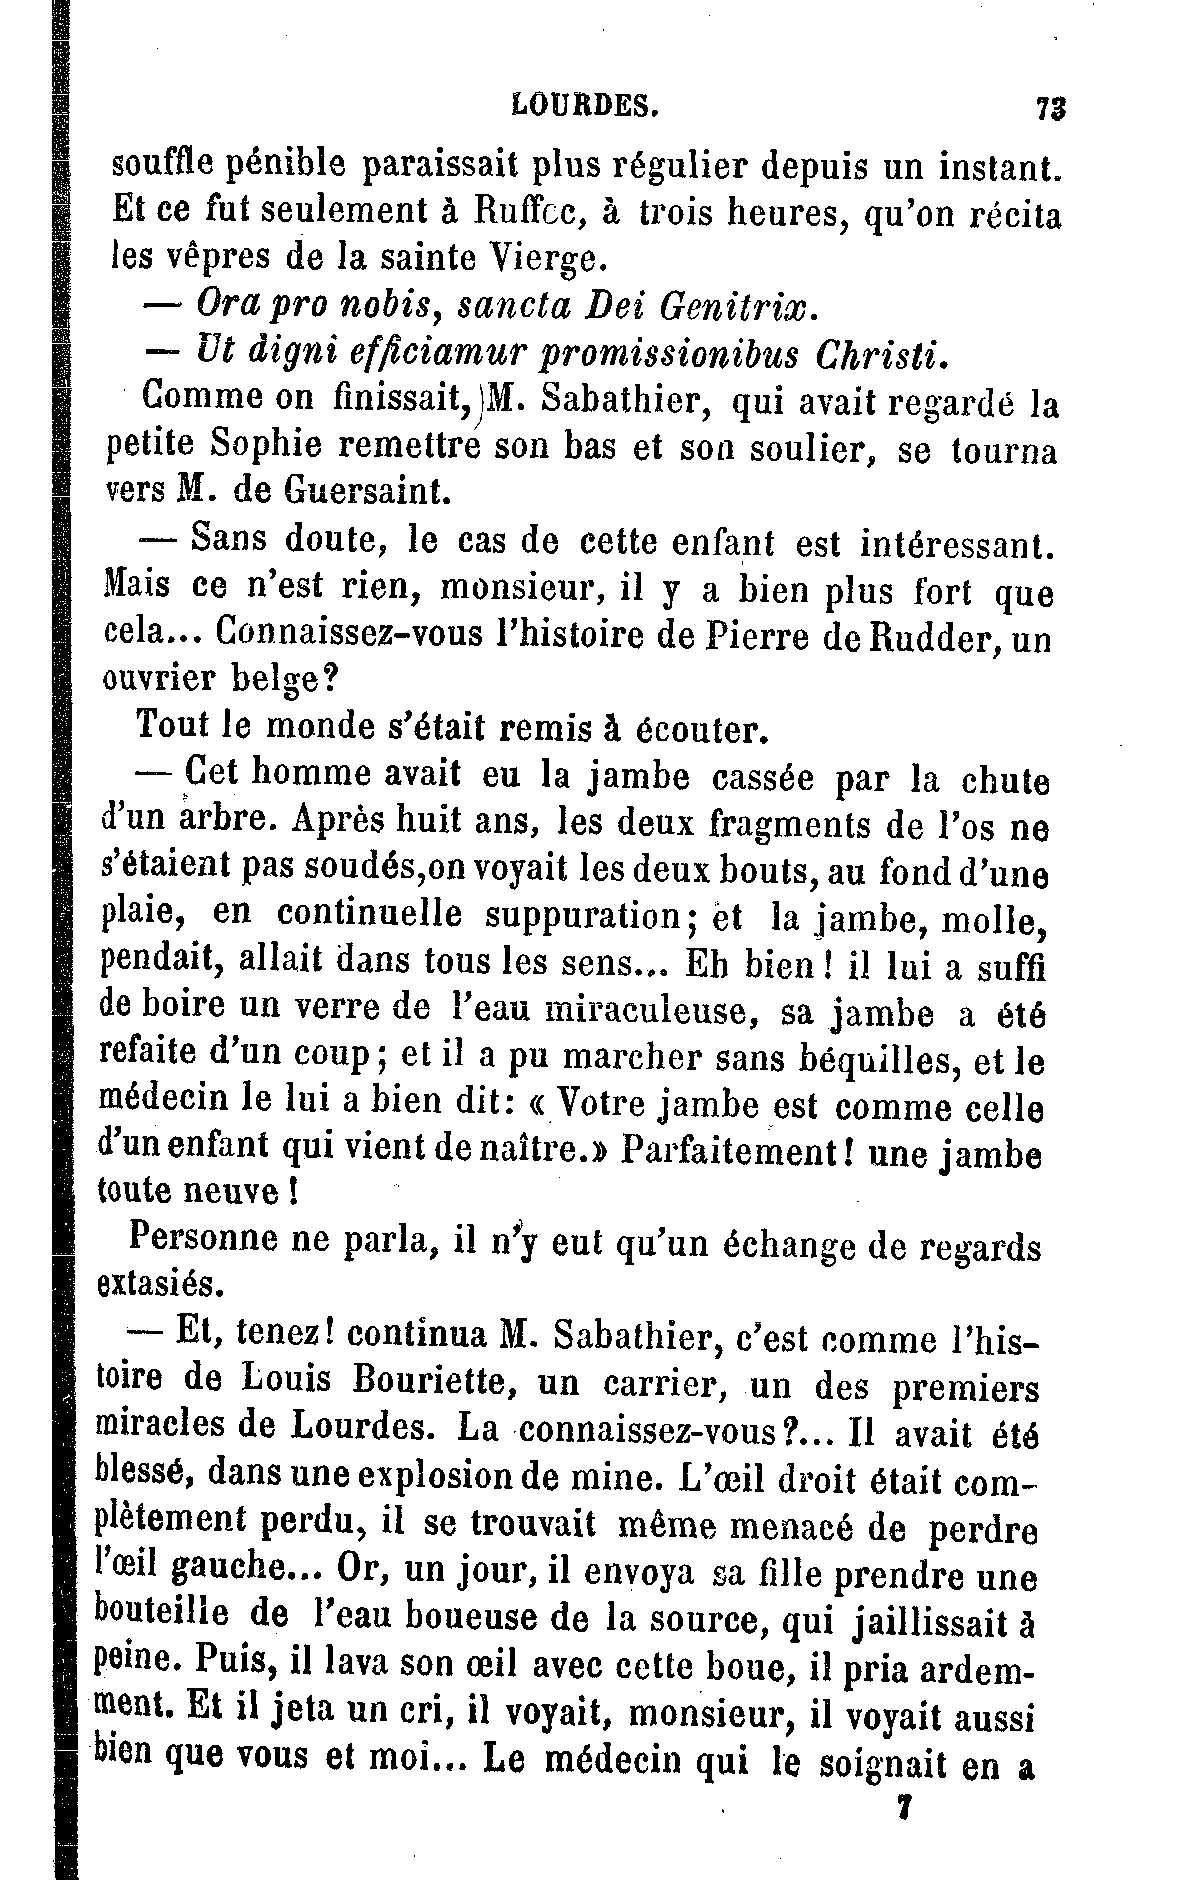 LOURDES. 73
souffle pénible paraissait plus régulier depuis un instant.
Et ce fut seulement à Ruffec, à trois heures, qu'on récita
les vêpres de la sainte Vierge.
— Ora pro nobis, sancta Dei Genitrix.
— Ut digni efficiamur promissionibus Christi.
Comme on finissait, M. Sabathier, qui avait regardé la
petite Sophie remettre son bas et son soulier, se tourna
vers M. de Guersaint.
— Sans doute, le cas de cette enfant est intéressant.
Mais ce n'est rien, monsieur, il y a bien plus fort que
cela... Connaissez-vous l'histoire de Pierre de Rudder, un
ouvrier belge?
Tout le monde s'était remis à écouter.
— Cet homme avait eu la jambe cassée par la chute
d'un arbre. Après huit ans, les deux fragments de l'os ne
s'étaient pas soudés, on voyait les deux bouts, au fond d'une
plaie, en continuelle suppuration; et la jambe, molle,
pendait, allait dans tous les sens... Eh bien! il lui a suffi
de boire un verre de l'eau miraculeuse, sa jambe a été
refaite d'un coup; et il a pu marcher sans béquilles, et le
médecin le lui a bien dit: « Votre jambe est comme celle
d'un enfant qui vient de naître.» Parfaitement! une jambe
toute neuve!
Personne ne parla, il n'y eut qu'un échange de regards
extasiés.
— Et, tenez! continua M. Sabathier, c'est comme l'his-
toire de Louis Bouriette, un carrier, un des premiers
miracles de Lourdes. La connaissez-vous?... Il avait été
blessé, dans une explosion de mine. L'œil droit était com-
plètement perdu, il se trouvait même menacé de perdre
l'œil gauche... Or, un jour, il envoya sa fille prendre une
bouteille de l'eau boueuse de la source, qui jaillissait à
peine. Puis, il lava son œil avec cette boue, il pria ardem-
ment. Et il jeta un cri, il voyait, monsieur, il voyait aussi
bien que vous et moi... Le médecin qui le soignait en a
7